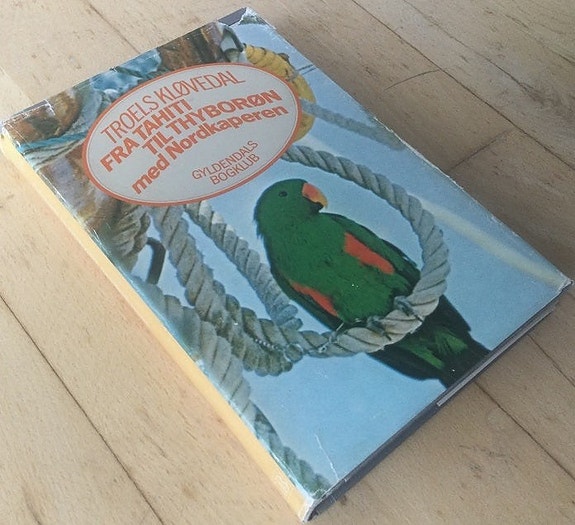 TROELS KLØVEDAL
FRA TAHITI
TIL THYBORØN
med Nordkaperen
GYLDENDALS
BOGKLUB